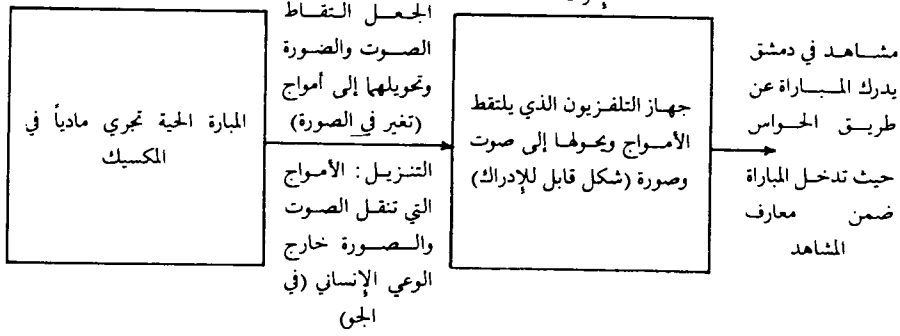 المبارة الحية تجري مادياً في
المكسيك
الجعل التقاط
الصوت والصورة
وتحويلهما إلى أمواج
(تغير في الصورة)
التنزيل: الأمواج
التي تنقل الصوت
والصورة خارج
الوعي الإنساني (في
الجو)
جهاز التلفزيون الذي يلتقط
الأمواج ويحولها إلى صوت
وصورة (شكل قابل للإدراك)
مشاهد في دمشق
يدرك المباراة عن
طريق الحواس
حيث تدخل المباراة
ضمن معارف
المشاهد